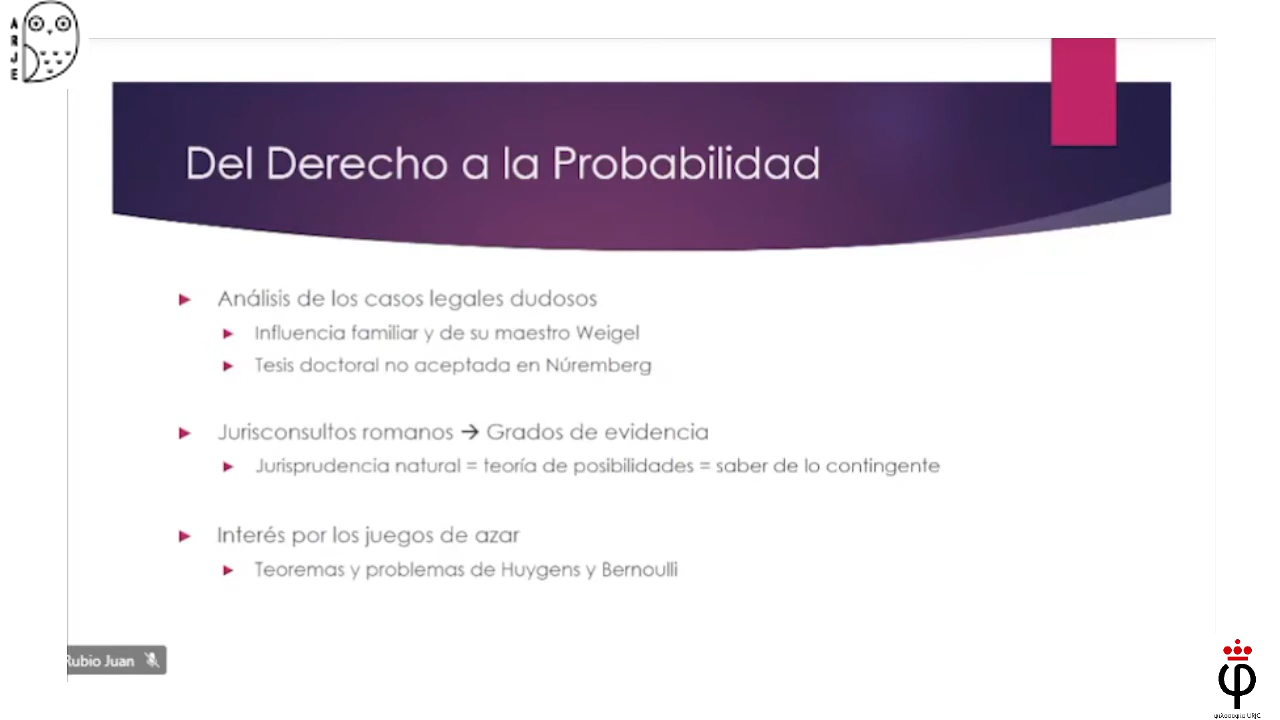 ARJE
Del Derecho a la Probabilidad
Análisis de los casos legales dudosos
Influencia familiar y de su maestro Weigel
Tesis doctoral no aceptada en Núremberg
Jurisconsultos romanos → Grados de evidencia
Jurisprudencia natural = teoría de posibilidades = saber de lo contingente
Interés por los juegos de azar
Teoremas y problemas de Huygens y Bernoulli
Rubio Juan
φ